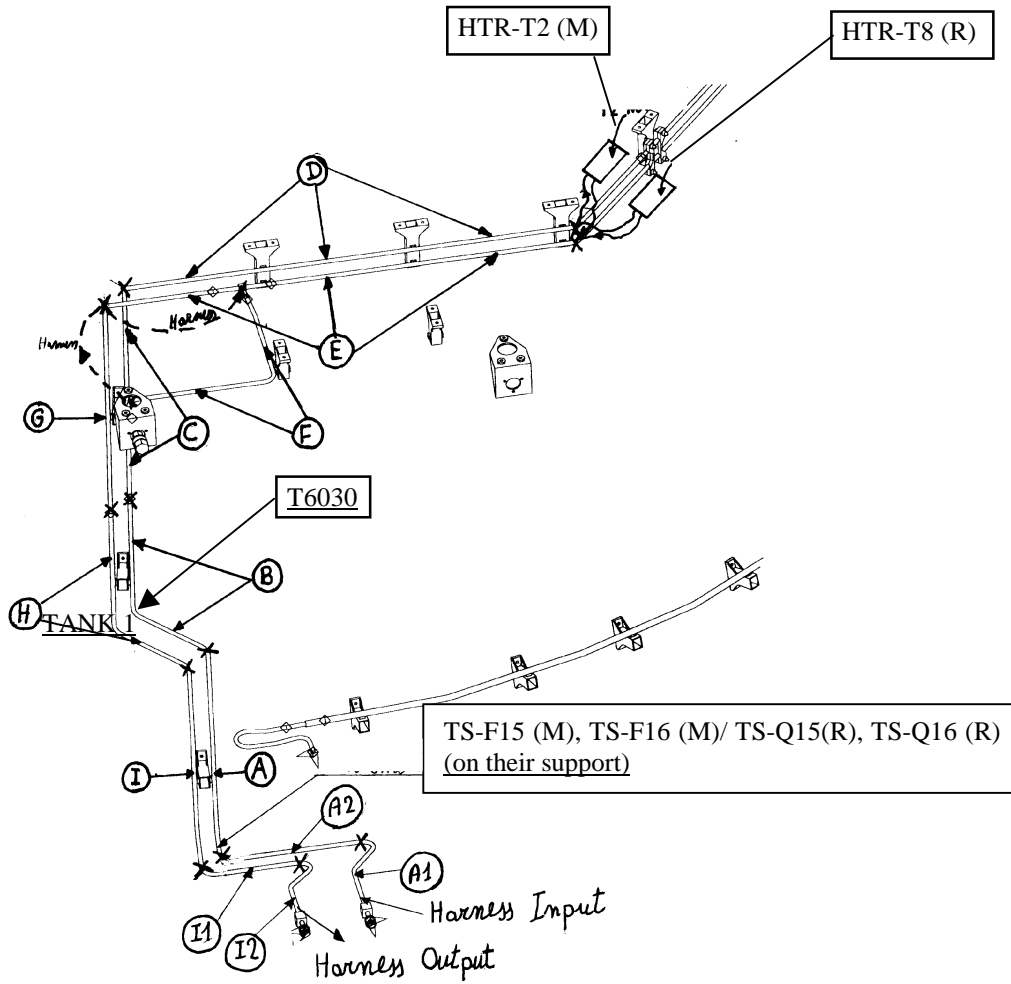 HTR-T2 (M)
HTR-T8 (R)
D
Harness
Harness
E
G
C
F
T6030
B
H
TANK 1
TS-F15 (M), TS-F16 (M)/ TS-Q15(R), TS-Q16 (R)
(on their support)
I
A
A2
A1
Harness Input
I1
I2
Harness Output